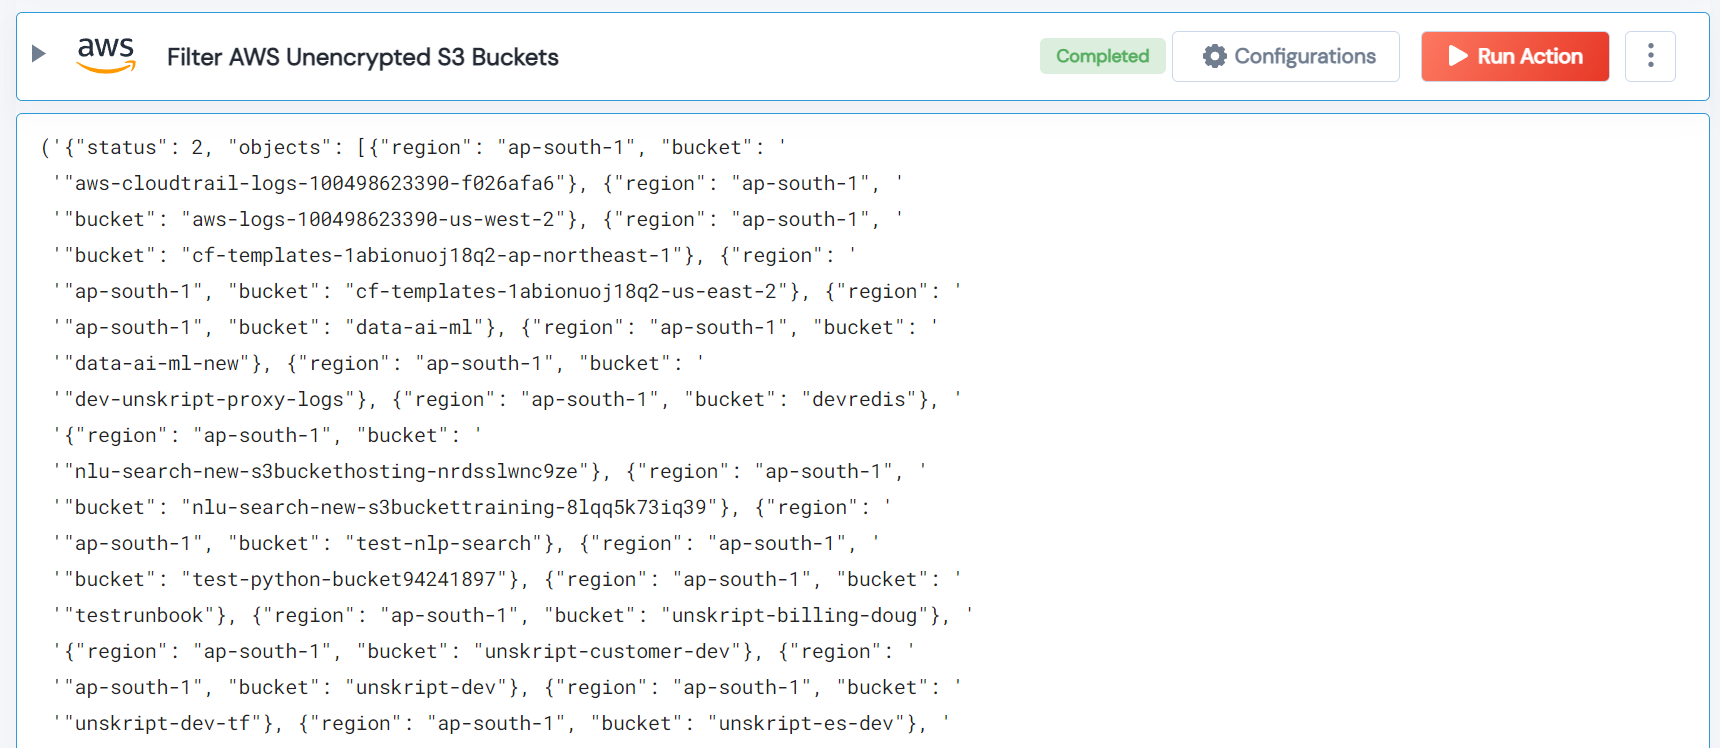 aws
Filter AWS Unencrypted S3 Buckets
Completed
Configurations
Run Action
('{"status": 2, "objects": [{"region": "ap-south-1", "bucket": '
'"aws-cloudtrail-logs-100498623390-f026afa6"}, {"region": "ap-south-1", '
'"bucket": "aws-logs-100498623390-us-west-2"}, {"region": "ap-south-1", '
'"bucket": "cf-templates-1abionuoj18q2-ap-northeast-1"}, {"region": '
'"ap-south-1", "bucket": "cf-templates-1abionuoj18q2-us-east-2"}, {"region": '
'"ap-south-1", "bucket": "data-ai-ml"}, {"region": "ap-south-1", "bucket": '
'"data-ai-ml-new"}, {"region": "ap-south-1", "bucket": '
'"dev-unskript-proxy-logs"}, {"region": "ap-south-1", "bucket": "devredis"}, '
'{"region": "ap-south-1", "bucket": '
'"nlu-search-new-s3buckethosting-nrdsslwnc9ze"}, {"region": "ap-south-1", '
'"bucket": "nlu-search-new-s3buckettraining-8lqq5k73iq39"}, {"region": '
'"ap-south-1", "bucket": "test-nlp-search"}, {"region": "ap-south-1", '
'"bucket": "test-python-bucket94241897"}, {"region": "ap-south-1", "bucket": '
'"testrunbook"}, {"region": "ap-south-1", "bucket": "unskript-billing-doug"}, '
'{"region": "ap-south-1", "bucket": "unskript-customer-dev"}, {"region": '
'"ap-south-1", "bucket": "unskript-dev"}, {"region": "ap-south-1", "bucket": '
'"unskript-dev-tf"}, {"region": "ap-south-1", "bucket": "unskript-es-dev"}, '